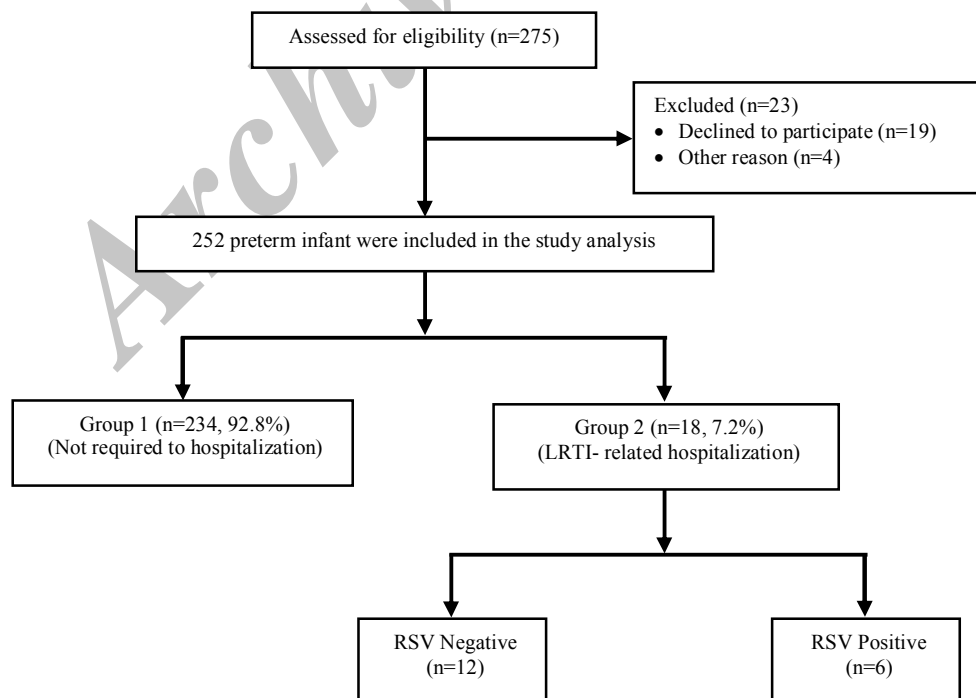 Assessed for eligibility (n=275)
Excluded (n=23)
• Declined to participate (n=19)
• Other reason (n=4)
252 preterm infant were included in the study analysis
Group 1 (n=234, 92.8%)
(Not required to hospitalization)
Group 2 (n=18, 7.2%)
(LRTI- related hospitalization)
RSV Negative
(n=12)
RSV Positive
(n=6)